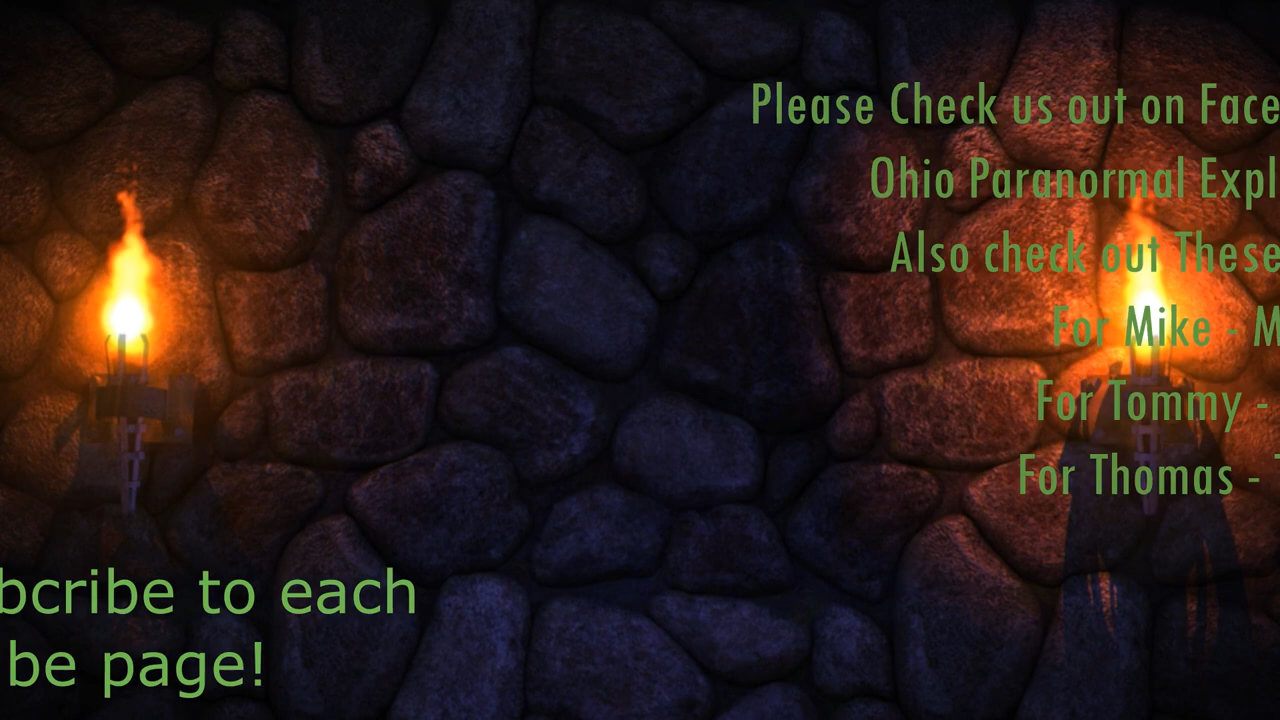 Please Check us out on Face
Ohio Paranormal Expl
Also check out These
For Mike - M
For Tommy -
For Thomas - T
bcribe to each
be page!